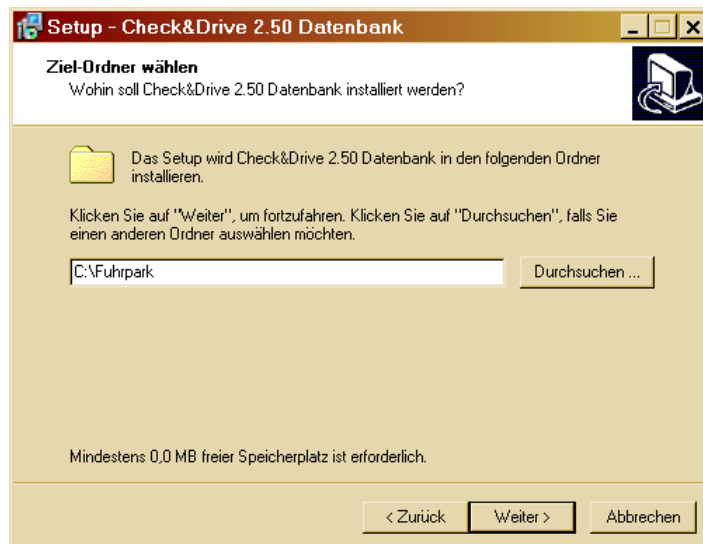 Setup - Check&Drive 2.50 Datenbank
Ziel-Ordner wählen
Wohin soll Check&Drive 2.50 Datenbank installiert werden?
Das Setup wird Check&Drive 2.50 Datenbank in den folgenden Ordner
installieren.
Klicken Sie auf "Weiter", um fortzufahren. Klicken Sie auf "Durchsuchen", falls Sie
einen anderen Ordner auswählen möchten.
C:\Fuhrpark
Durchsuchen ...
Mindestens 0,0 MB freier Speicherplatz ist erforderlich.
< Zurück
Weiter >
Abbrechen